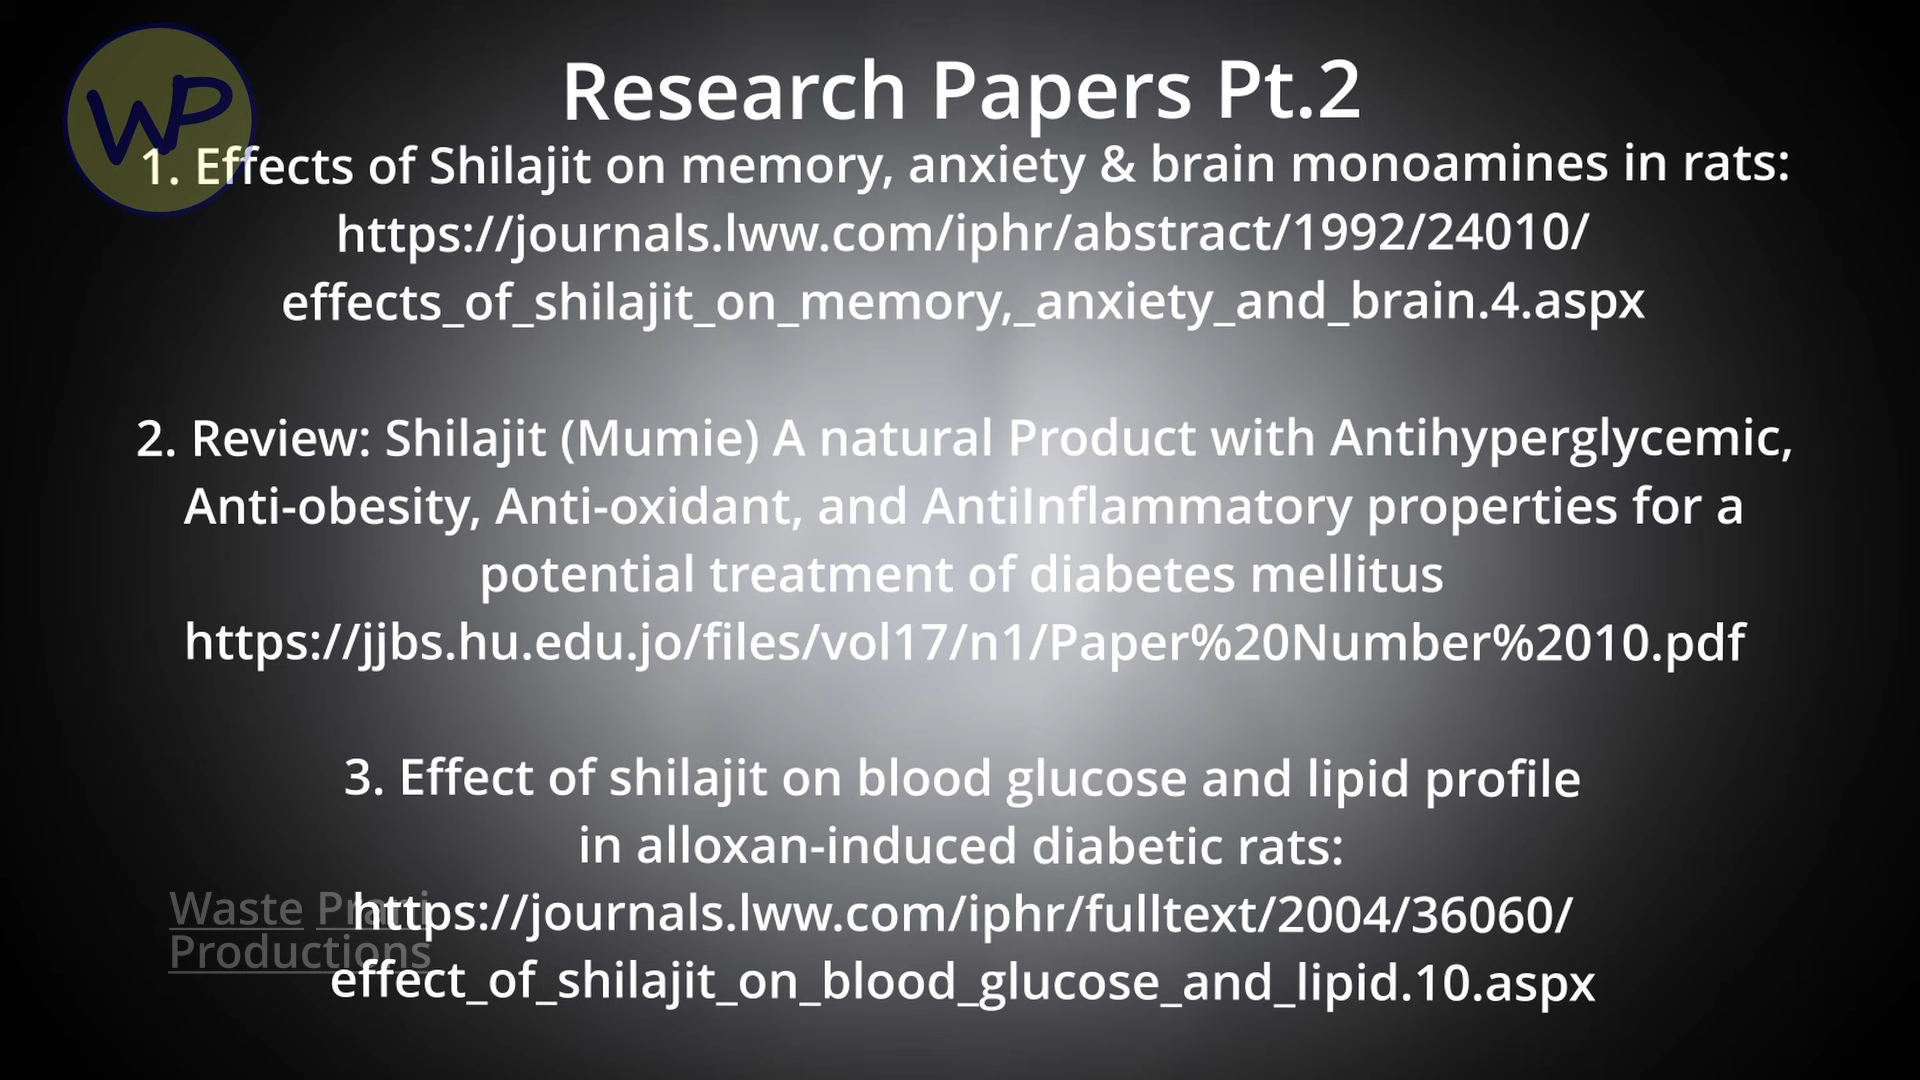 WP
Research Papers Pt.2
1. Effects of Shilajit on memory, anxiety & brain monoamines in rats:
https://journals.lww.com/iphr/abstract/1992/24010/
effects_of_shilajit_on_memory,_anxiety_and_brain.4.aspx
2. Review: Shilajit (Mumie) A natural Product with Antihyperglycemic,
Anti-obesity, Anti-oxidant, and AntiInflammatory properties for a
potential treatment of diabetes mellitus
https://jjbs.hu.edu.jo/files/vol17/n1/Paper%20Number%2010.pdf
3. Effect of shilajit on blood glucose and lipid profile
in alloxan-induced diabetic rats:
https://journals.lww.com/iphr/fulltext/2004/36060/
effect_of_shilajit_on_blood_glucose_and_lipid.10.aspx
Waste
Productions